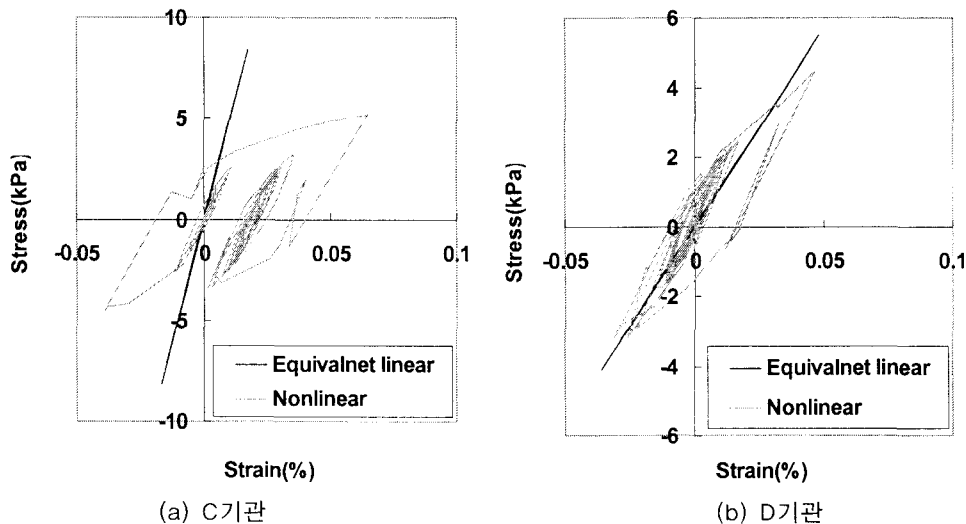 10
5
0
-5
-10
-0.05
0
0.05
0.1
Stress(kPa)
Strain(%)
Equivalnet linear
Nonlinear
(a) C기관
6
4
2
0
-2
-4
-6
-0.05
0
0.05
0.1
Stress(kPa)
Strain(%)
Equivalnet linear
Nonlinear
(b) D기관